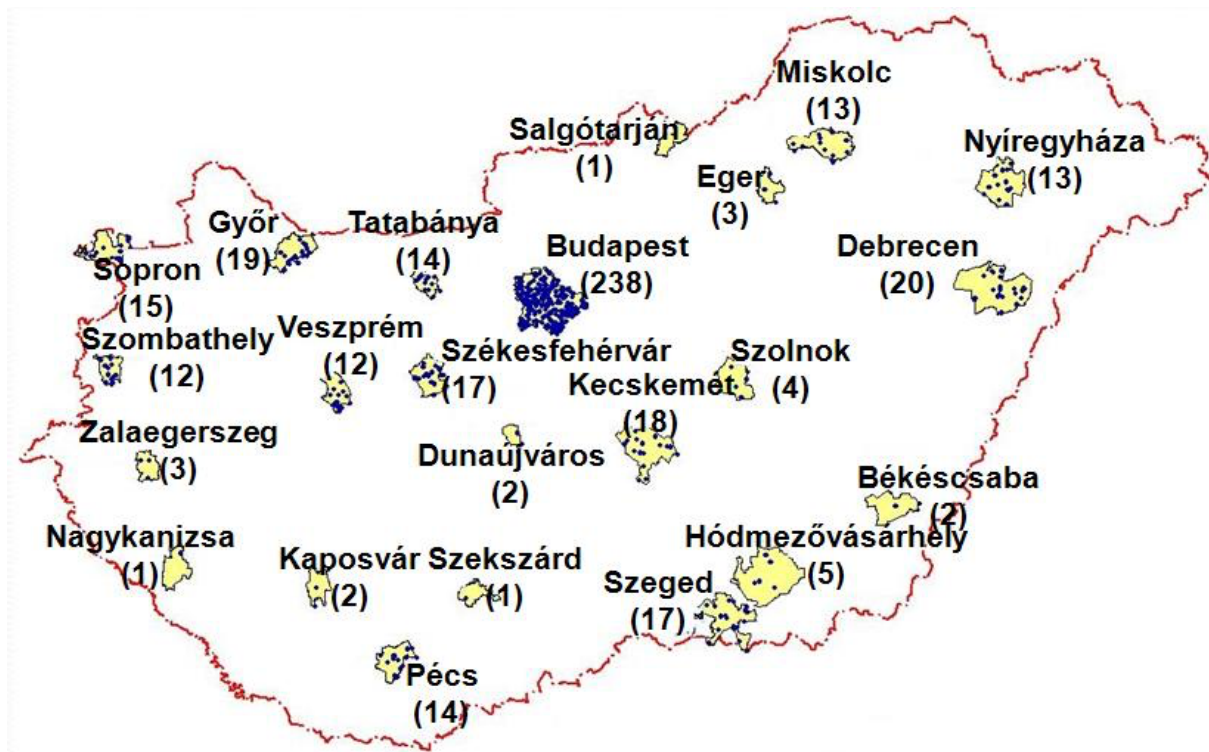 Miskolc
(13)
Salgótarján
(1)
Nyíregyháza
(13)
Eger
(3)
Győr
(19)
Tatabánya
(14)
Budapest
(238)
Debrecen
(20)
Sopron
(15)
Szombathely
(12)
Veszprém
(12)
Székesfehérvár
(17)
Szolnok
(4)
Kecskemet
(18)
Zalaegerszeg
(3)
Dunaújváros
(2)
Békéscsaba
(2)
Nagykanizsa
(1)
Kaposvár
(2)
Szekszárd
(1)
Hódmezővásárhely
(5)
Szeged
(17)
Pécs
(14)